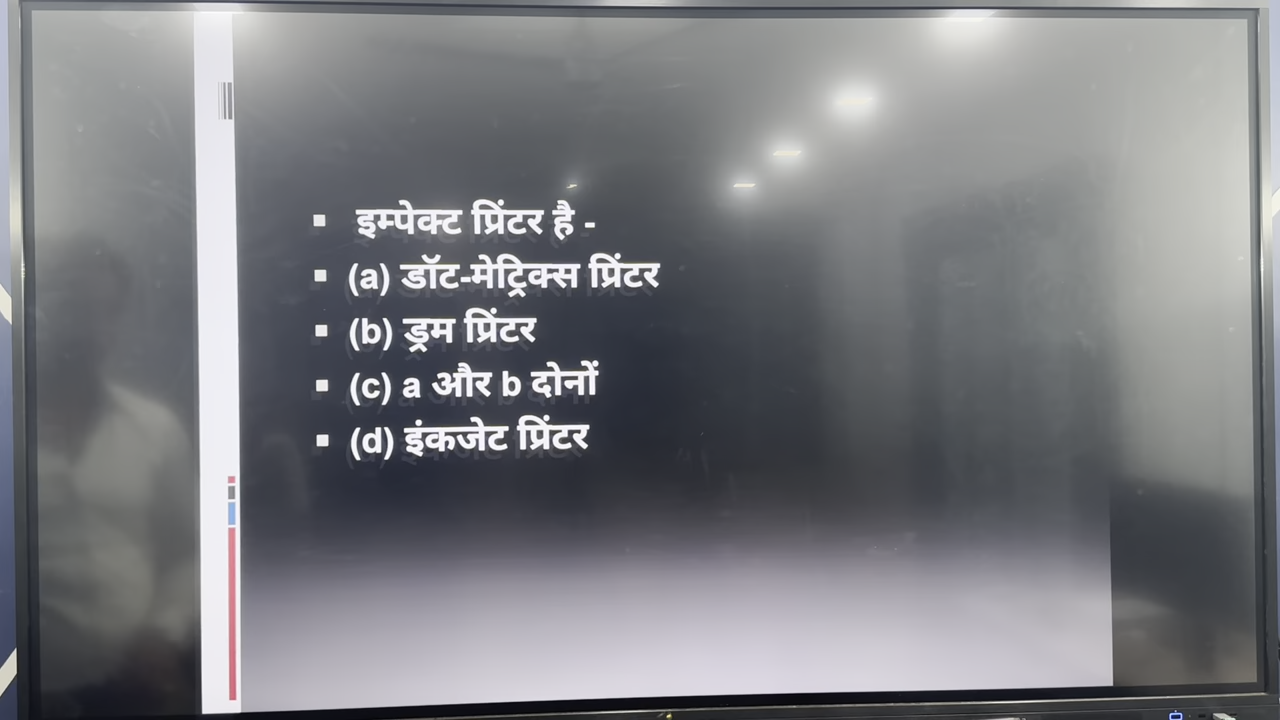 ▪ इम्पेक्ट प्रिंटर है -
▪ (a) डॉट-मेट्रिक्स प्रिंटर
▪ (b) ड्रम प्रिंटर
▪ (c) a और b दोनों
▪ (d) इंकजेट प्रिंटर